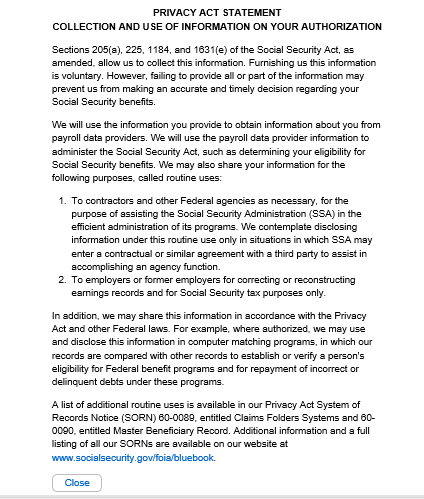 PRIVACY ACT STATEMENT
COLLECTION AND USE OF INFORMATION ON YOUR AUTHORIZATION
Sections 205(a), 225, 1184, and 1631(e) of the Social Security Act, as
amended, allow us to collect this information. Furnishing us this information
is voluntary. However, failing to provide all or part of the information may
prevent us from making an accurate and timely decision regarding your
Social Security benefits.
We will use the information you provide to obtain information about you from
payroll data providers. We will use the payroll data provider information to
administer the Social Security Act, such as determining your eligibility for
Social Security benefits. We may also share your information for the
following purposes, called routine uses:
1. To contractors and other Federal agencies as necessary, for the
purpose of assisting the Social Security Administration (SSA) in the
efficient administration of its programs. We contemplate disclosing
information under this routine use only in situations in which SSA may
enter a contractual or similar agreement with a third party to assist in
accomplishing an agency function.
2. To employers or former employers for correcting or reconstructing
earnings records and for Social Security tax purposes only.
In addition, we may share this information in accordance with the Privacy
Act and other Federal laws. For example, where authorized, we may use
and disclose this information in computer matching programs, in which our
records are compared with other records to establish or verify a person's
eligibility for Federal benefit programs and for repayment of incorrect or
delinquent debts under these programs.
A list of additional routine uses is available in our Privacy Act System of
Records Notice (SORN) 60-0089, entitled Claims Folders Systems and 60-
0090, entitled Master Beneficiary Record. Additional information and a full
listing of all our SORNs are available on our website at
www.socialsecurity.gov/foia/bluebook.
Close